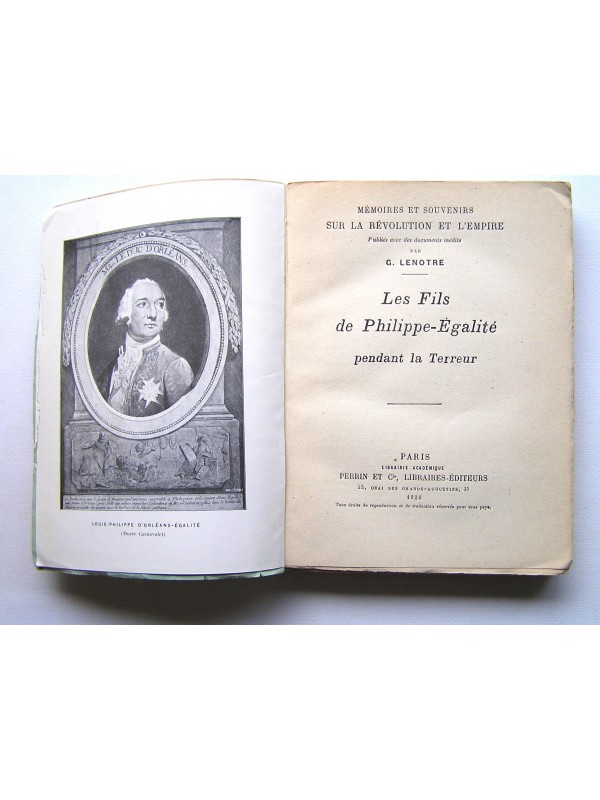 Mgr. LE DUC D'ORLEANS
LOUIS-PHILIPPE D'ORLÉANS-ÉGALITÉ
(Musée Carnavalet)
MÉMOIRES ET SOUVENIRS
SUR LA RÉVOLUTION ET L'EMPIRE
Publiés avec des documents inédits
PAR
G. LENOTRE
Les Fils
de Philippe-Égalité
pendant la Terreur
PARIS
LIBRAIRIE ACADÉMIQUE
PERRIN ET Cie, LIBRAIRES-ÉDITEURS
35, QUAI DES GRANDS-AUGUSTINS, 35
Tous droits de reproduction et de traduction réservés pour tous pays.